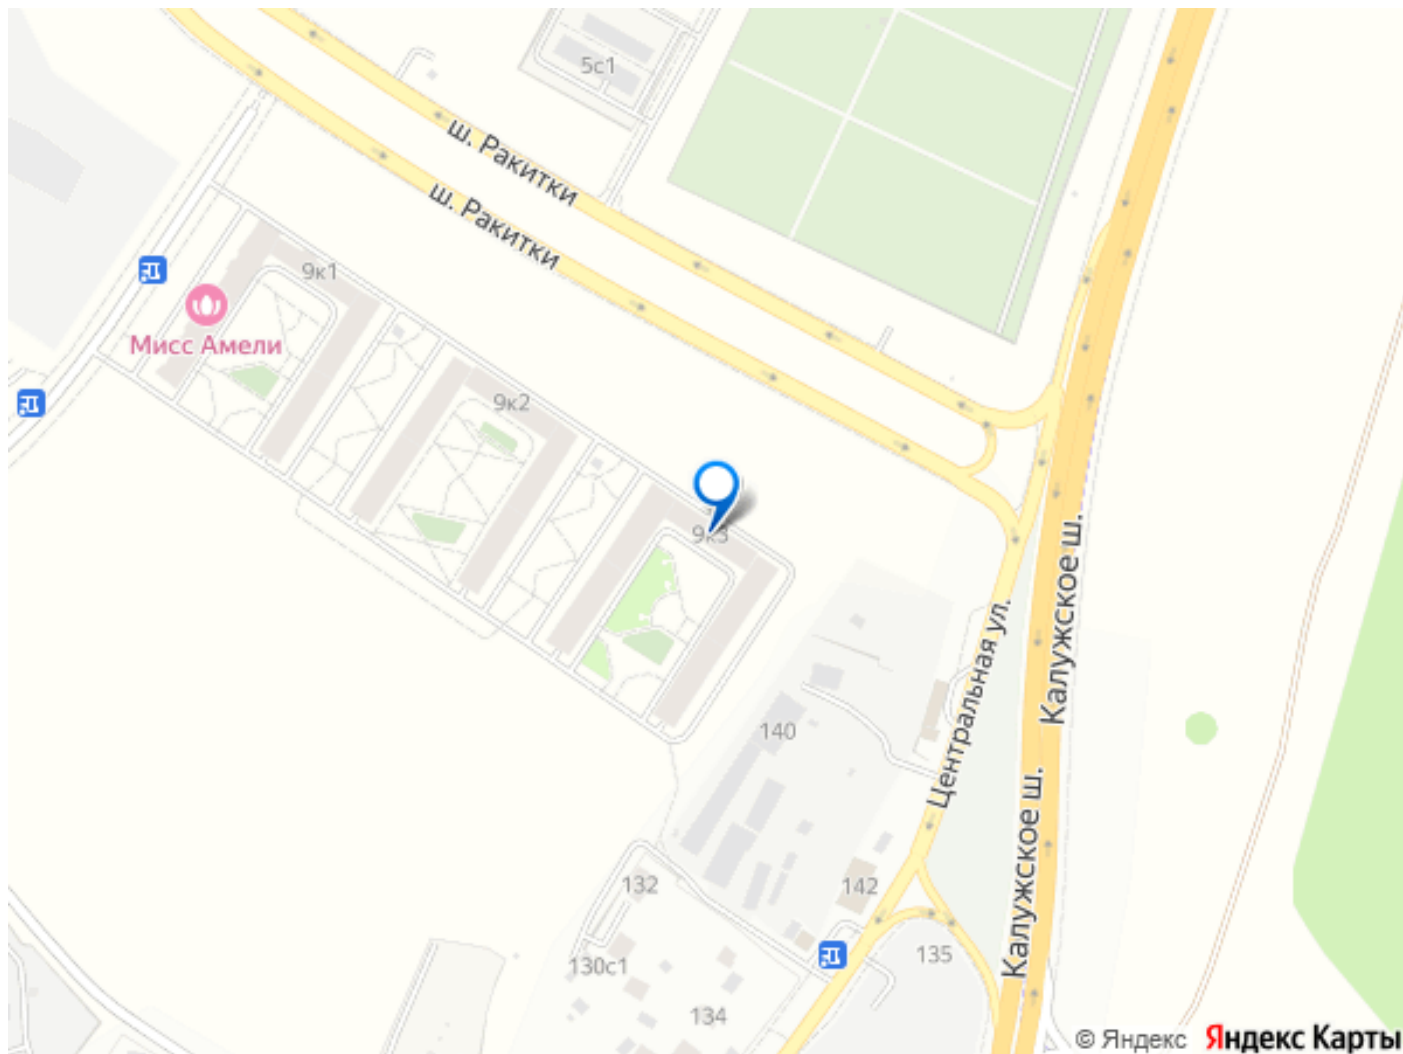 5с1
ш. Ракитки
ш. Ракитки
9к1
Мисс Амели
9к2
9к3
Калужское ш.
Центральная ул.
140
Калужское ш.
132
142
130с1
135
134
© Яндекс Яндекс Карты